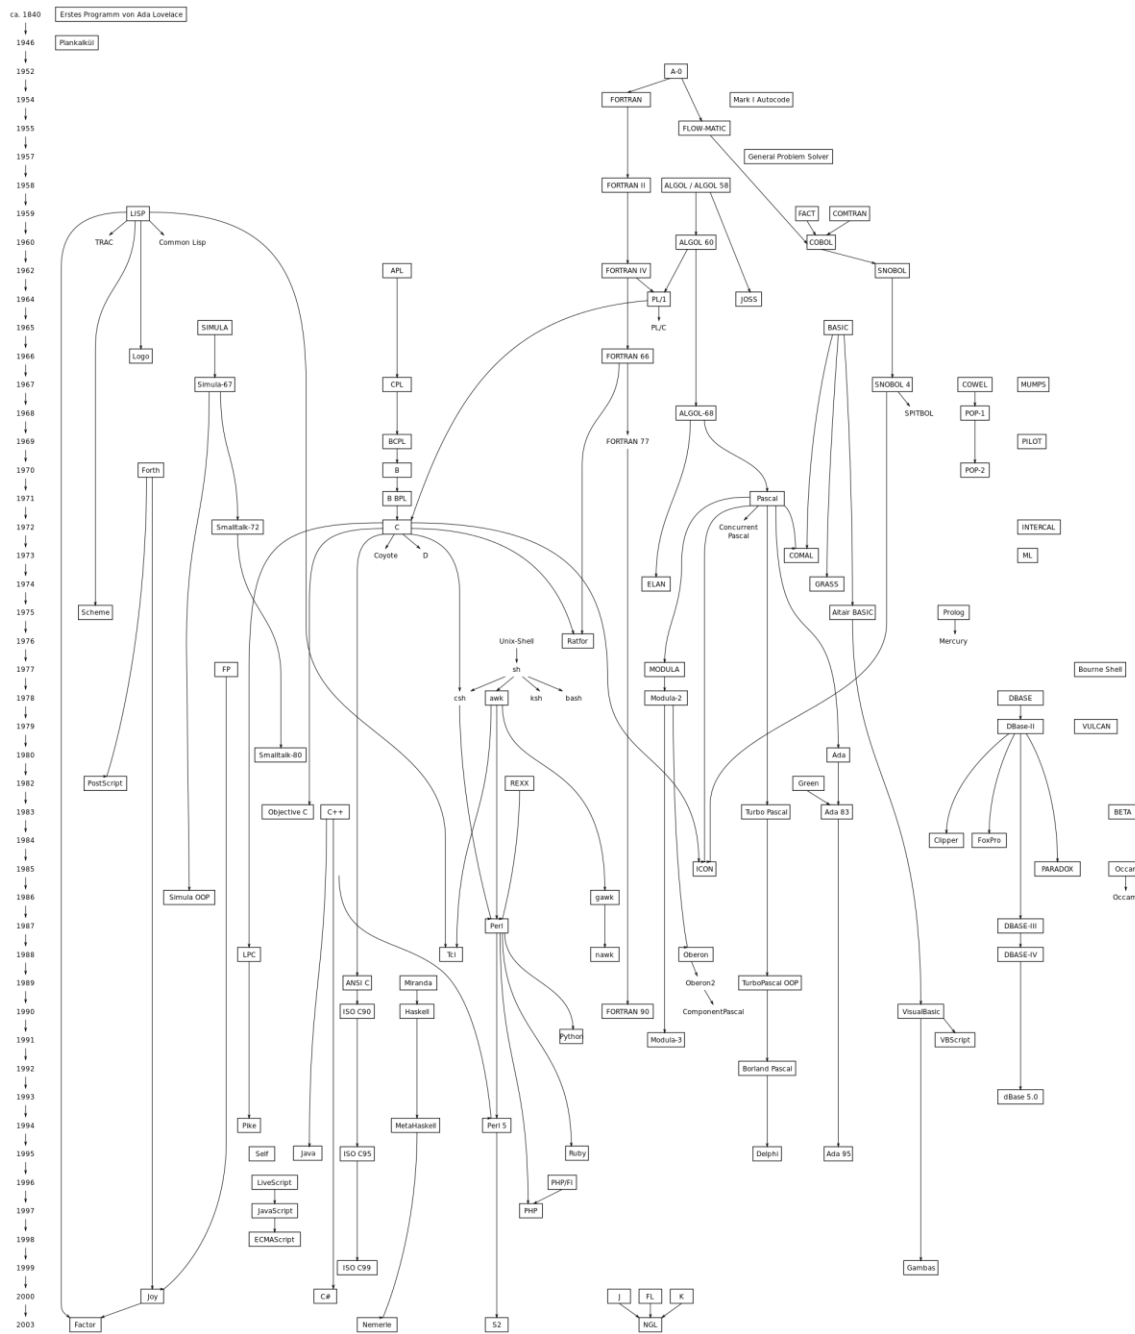 ca. 1840 Erstes Programm von Ada Lovelace
1946 Plankalkül
1952 A-0
1954 FORTRAN Mark I Autocode
1955 FLOW-MATIC
1957 General Problem Solver
1958 FORTRAN II ALGOL / ALGOL 58
1959 LISP FACT COMTRAN
1960 TRAC Common Lisp ALGOL 60 COBOL
1962 APL FORTRAN IV SNOBOL
1964 PL/1 JOSS
1965 SIMULA PL/C BASIC
1966 Logo FORTRAN 66
1967 Simula-67 CPL SNOBOL 4 COWEL MUMPS
1968 ALGOL-68 SPITBOL POP-1
1969 BCPL FORTRAN 77 PILOT
1970 Forth B POP-2
1971 B BPL Pascal
1972 Smalltalk-72 C Concurrent Pascal INTERCAL
1973 Coyote D COMAL ML
1974 ELAN GRASS
1975 Scheme Altair BASIC Prolog
1976 Unix-Shell Ratfor Mercury
1977 FP sh MODULA Bourne Shell
1978 csh awk ksh bash Modula-2 DBASE
1979 DBase-II VULCAN
1980 Smalltalk-80 Ada
1982 PostScript REXX Green
1983 Objective C C++ Turbo Pascal Ada 83 BETA
1984 Clipper FoxPro
1985 ICON PARADOX Occar
1986 Simula OOP gawk Occam
1987 Perl DBASE-III
1988 LPC Tcl nawk Oberon DBASE-IV
1989 ANSI C Miranda Oberon2 TurboPascal OOP
1990 ISO C90 Haskell FORTRAN 90 ComponentPascal VisualBasic
1991 Python Modula-3 VBScript
1992 Borland Pascal
1993 dBase 5.0
1994 Pike MetaHaskell Perl 5
1995 Self Java ISO C95 Ruby Delphi Ada 95
1996 LiveScript PHP/FI
1997 JavaScript PHP
1998 ECMAScript
1999 ISO C99 Gambas
2000 Joy C# J FL K
2003 Factor Nemerle S2 NGL